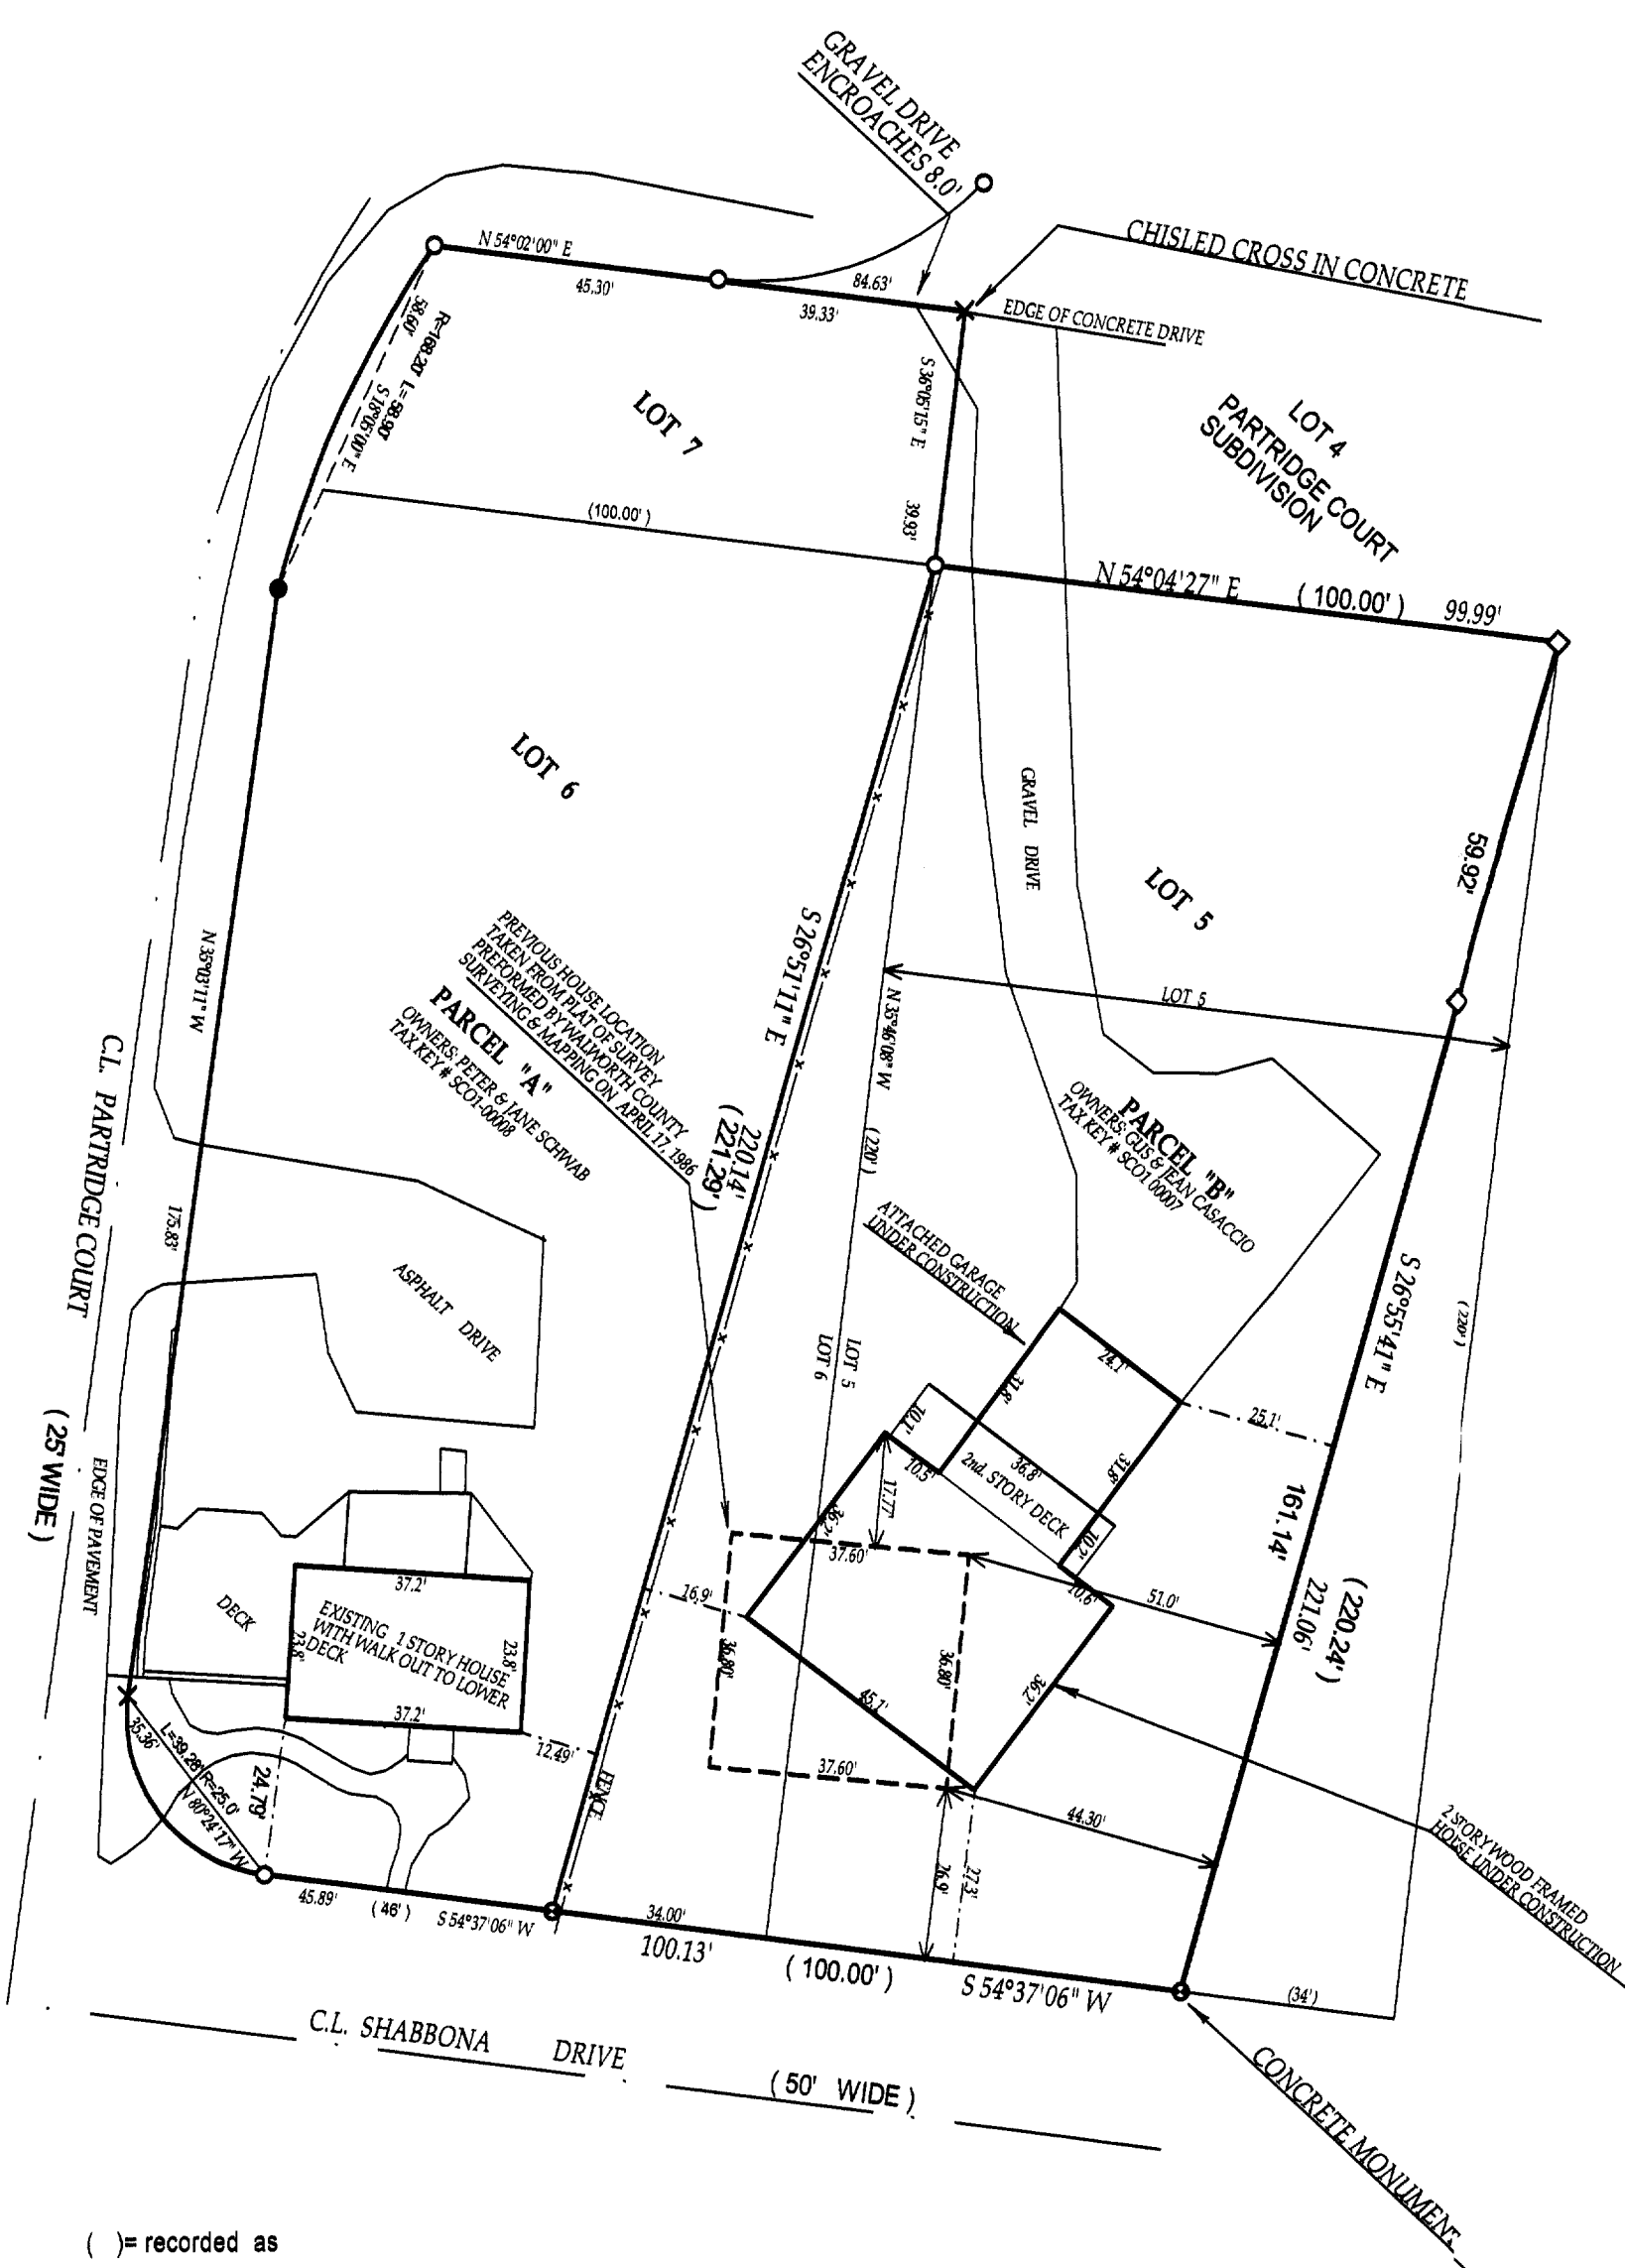 GRAVEL DRIVE
ENCROACHES 8.0'
CHISLED CROSS IN CONCRETE
N 54°02'00" E
45.30'
84.63'
39.33'
EDGE OF CONCRETE DRIVE
58.60'
R=168.20' L=58.90'
S 18°05'00" E
LOT 7
S 36°05'15" E
39.93'
LOT 4
PARTRIDGE COURT
SUBDIVISION
(100.00')
N 54°04'27" E
(100.00')
99.99'
LOT 6
GRAVEL DRIVE
LOT 5
59.92'
LOT 5
N 35°03'11" W
175.83'
PREVIOUS HOUSE LOCATION
TAKEN FROM PLAT OF SURVEY
PREFORMED BY WALWORTH COUNTY
SURVEYING & MAPPING ON APRIL 17, 1986
PARCEL "A"
OWNERS: PETER & JANE SCHWAB
TAX KEY # SCO1-00008
S 26°51'11" E
220.14'
(221.29')
N 35°46'08" W
(220')
PARCEL "B"
OWNERS: GUS & JEAN CASACCIO
TAX KEY # SCO1 00007
ATTACHED GARAGE
UNDER CONSTRUCTION
S 26°55'41" E
(220')
C.L. PARTRIDGE COURT
(25' WIDE)
EDGE OF PAVEMENT
ASPHALT DRIVE
LOT 5
LOT 6
24.1'
31.8'
31.8'
25.1'
10.1'
10.5'
36.8'
2nd. STORY DECK
10.2'
10.6'
17.77
36.2'
37.60'
161.14'
51.0'
(220.24')
221.06'
16.9'
36.80'
36.80'
36.2'
45.1'
37.60'
DECK
37.2'
EXISTING 1 STORY HOUSE
WITH WALK OUT TO LOWER
DECK
23.8'
23.8'
37.2'
12.49'
FENCE
35.36'
L=39.28' R=25.0'
N 80°24'17" W
24.79'
44.30'
26.9'
27.3'
2 STORY WOOD FRAMED
HOUSE UNDER CONSTRUCTION
45.89'
(46')
S 54°37'06" W
34.00'
100.13'
(100.00')
S 54°37'06" W
(34')
C.L. SHABBONA DRIVE
(50' WIDE)
CONCRETE MONUMENT
( )= recorded as